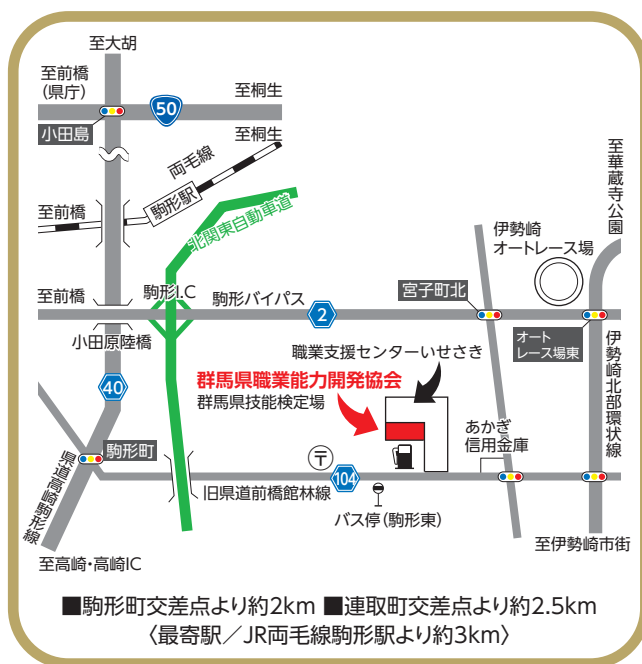 至大胡
至前橋
(県庁)
50
至桐生
小田島
至桐生
両毛線
駒形駅
至前橋
北関東自動車道
至華蔵寺公園
伊勢崎
オートレース場
至前橋
駒形I.C
駒形バイパス
2
宮子町北
小田原陸橋
オート
レース場東
職業支援センターいせさき
40
群馬県職業能力開発協会
群馬県技能検定場
伊勢崎北部環状線
あかぎ
信用金庫
駒形町
〒
104
県道高崎駒形線
旧県道前橋館林線
バス停(駒形東)
至伊勢崎市街
至高崎・高崎IC
■駒形町交差点より約2km ■連取町交差点より約2.5km
〈最寄駅／JR両毛線駒形駅より約3km〉